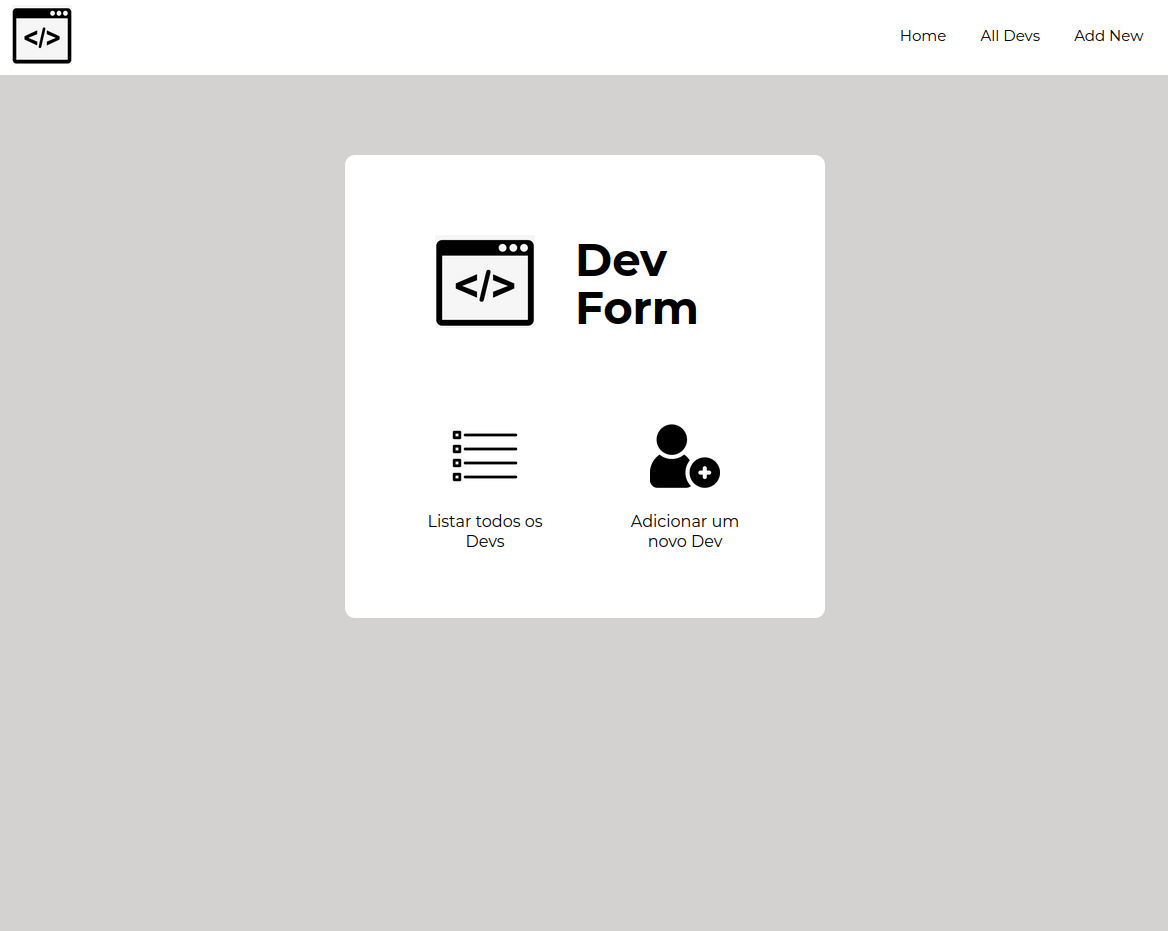 </>
Home
All Devs
Add New
</>
Dev
Form
Listar todos os
Devs
Adicionar um
novo Dev